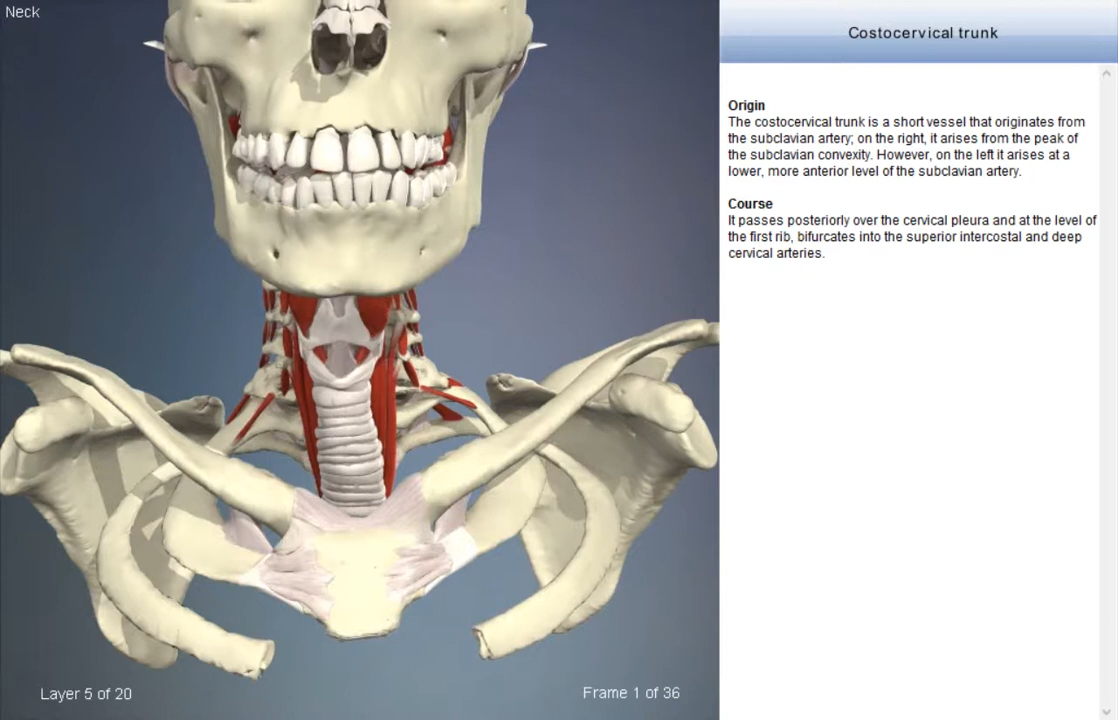 Neck
Costocervical trunk
Origin
The costocervical trunk is a short vessel that originates from
the subclavian artery; on the right, it arises from the peak of
the subclavian convexity. However, on the left it arises at a
lower, more anterior level of the subclavian artery.
Course
It passes posteriorly over the cervical pleura and at the level of
the first rib, bifurcates into the superior intercostal and deep
cervical arteries.
Layer 5 of 20
Frame 1 of 36